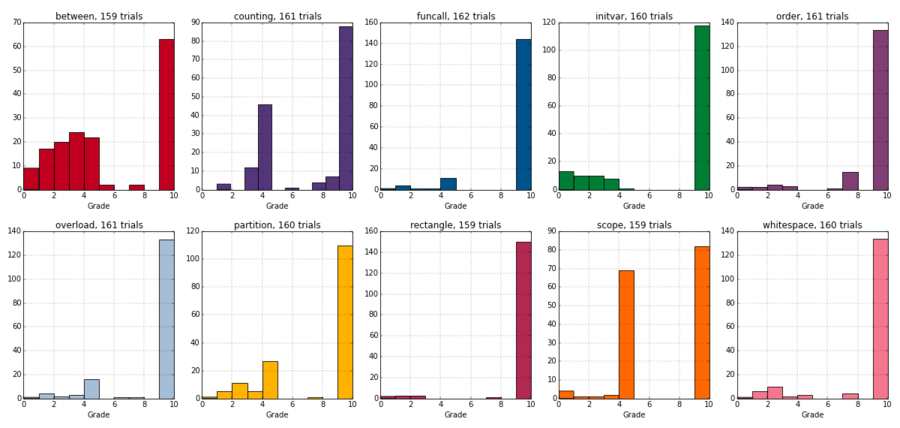 between, 159 trials
70
60
50
40
30
20
10
0
0 2 4 6 8 10
Grade
counting, 161 trials
90
80
70
60
50
40
30
20
10
0
0 2 4 6 8 10
Grade
funcall, 162 trials
160
140
120
100
80
60
40
20
0
0 2 4 6 8 10
Grade
initvar, 160 trials
120
100
80
60
40
20
0
0 2 4 6 8 10
Grade
order, 161 trials
160
140
120
100
80
60
40
20
0
0 2 4 6 8 10
Grade
overload, 161 trials
140
120
100
80
60
40
20
0
0 2 4 6 8 10
Grade
partition, 160 trials
120
100
80
60
40
20
0
0 2 4 6 8 10
Grade
rectangle, 159 trials
160
140
120
100
80
60
40
20
0
0 2 4 6 8 10
Grade
scope, 159 trials
90
80
70
60
50
40
30
20
10
0
0 2 4 6 8 10
Grade
whitespace, 160 trials
140
120
100
80
60
40
20
0
0 2 4 6 8 10
Grade